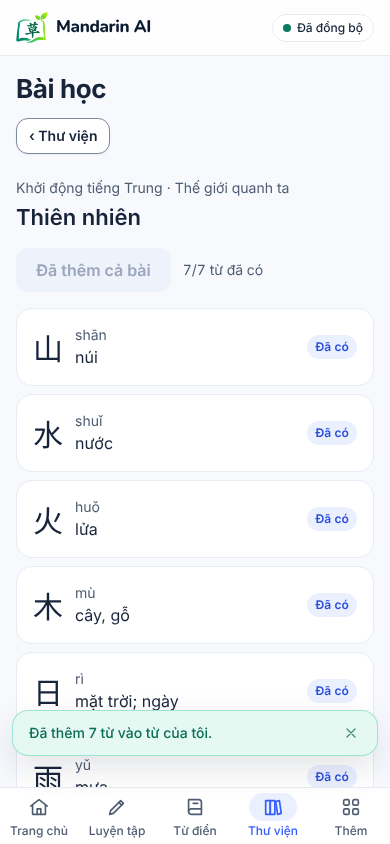 草
Mandarin AI
Đã đồng bộ
Bài học
‹ Thư viện
Khởi động tiếng Trung · Thế giới quanh ta
Thiên nhiên
Đã thêm cả bài
7/7 từ đã có
山
shān
núi
Đã có
水
shuǐ
nước
Đã có
火
huǒ
lửa
Đã có
木
mù
cây, gỗ
Đã có
日
rì
mặt trời; ngày
Đã có
Đã thêm 7 từ vào từ của tôi.
雨
yǔ
mưa
Đã có
Trang chủ
Luyện tập
Từ điển
Thư viện
Thêm